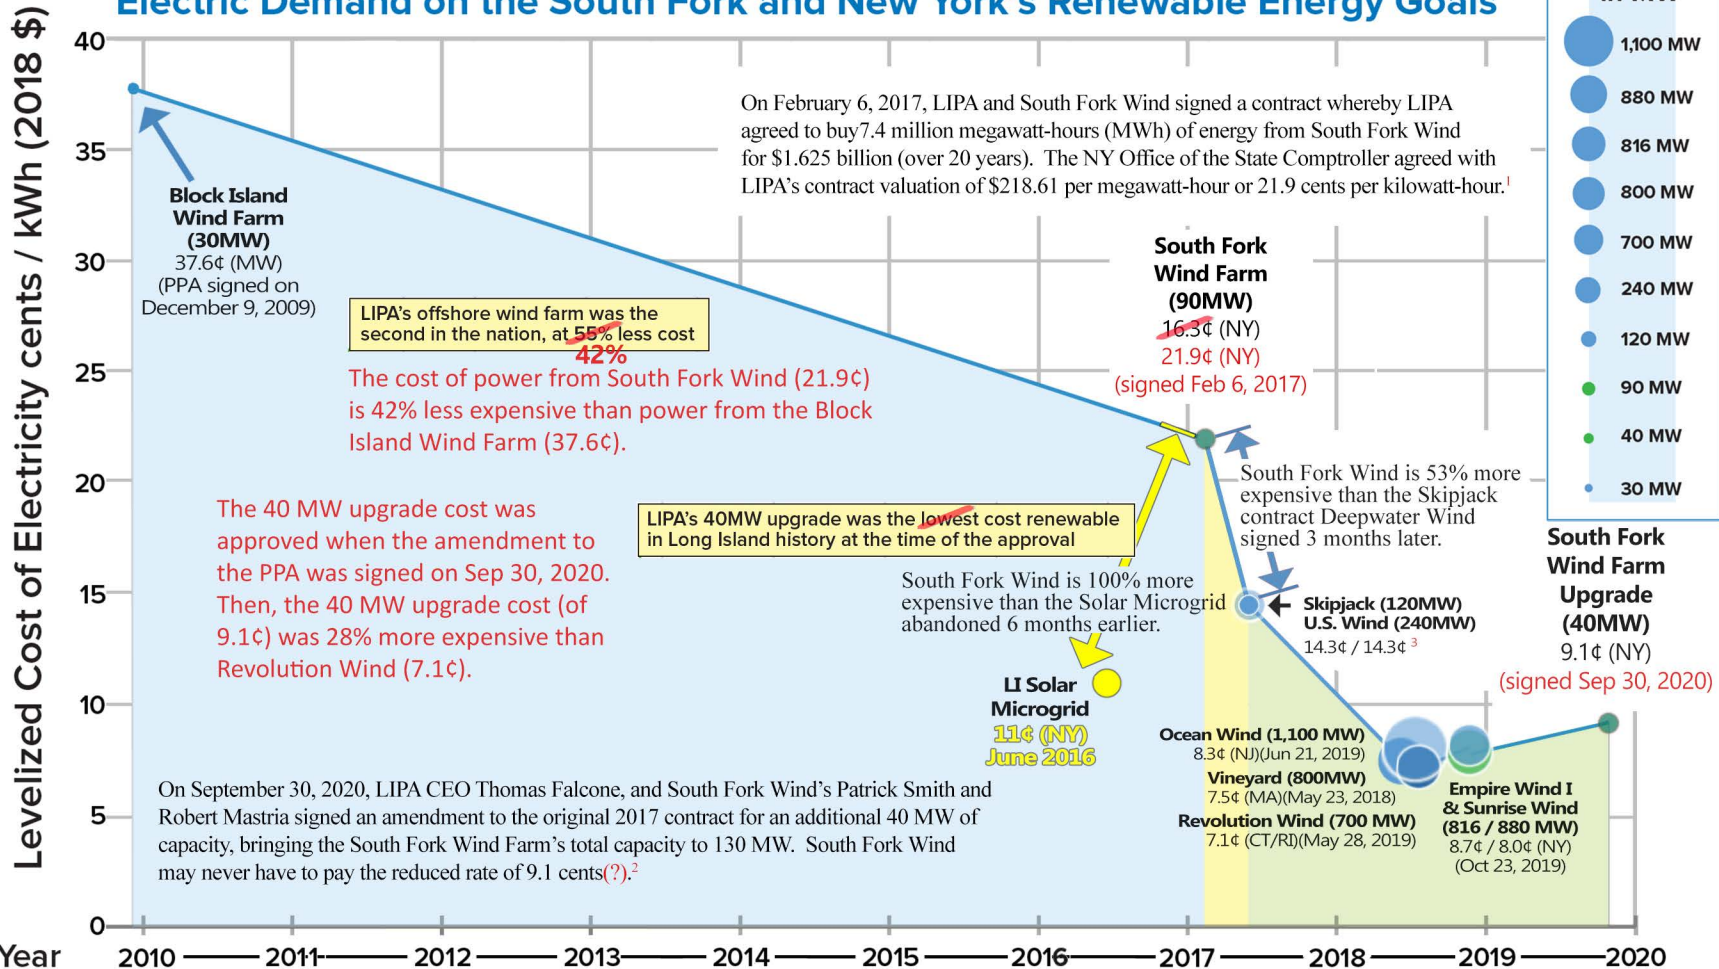 Electric Demand on the South Fork and New York's Renewable Energy Goals
Levelized Cost of Electricity cents / kWh (2018 $)
40
35
30
25
20
15
10
5
0
On February 6, 2017, LIPA and South Fork Wind signed a contract whereby LIPA
agreed to buy7.4 million megawatt-hours (MWh) of energy from South Fork Wind
for $1.625 billion (over 20 years).  The NY Office of the State Comptroller agreed with
LIPA's contract valuation of $218.61 per megawatt-hour or 21.9 cents per kilowatt-hour.1
1,100 MW
880 MW
816 MW
800 MW
700 MW
240 MW
120 MW
90 MW
40 MW
30 MW
Block Island
Wind Farm
(30MW)
37.6¢ (MW)
(PPA signed on
December 9, 2009)
South Fork
Wind Farm
(90MW)
16.3¢ (NY)
21.9¢ (NY)
(signed Feb 6, 2017)
LIPA's offshore wind farm was the
second in the nation, at 55% less cost
42%
The cost of power from South Fork Wind (21.9¢)
is 42% less expensive than power from the Block
Island Wind Farm (37.6¢).
The 40 MW upgrade cost was
approved when the amendment to
the PPA was signed on Sep 30, 2020.
Then, the 40 MW upgrade cost (of
9.1¢) was 28% more expensive than
Revolution Wind (7.1¢).
LIPA's 40MW upgrade was the lowest cost renewable
in Long Island history at the time of the approval
South Fork Wind is 53% more
expensive than the Skipjack
contract Deepwater Wind
signed 3 months later.
South Fork Wind is 100% more
expensive than the Solar Microgrid
abandoned 6 months earlier.
Skipjack (120MW)
U.S. Wind (240MW)
14.3¢ / 14.3¢ 3
South Fork
Wind Farm
Upgrade
(40MW)
9.1¢ (NY)
(signed Sep 30, 2020)
LI Solar
Microgrid
11¢ (NY)
June 2016
Ocean Wind (1,100 MW)
8.3¢ (NJ)(Jun 21, 2019)
Vineyard (800MW)
7.5¢ (MA)(May 23, 2018)
Revolution Wind (700 MW)
7.1¢ (CT/RI)(May 28, 2019)
Empire Wind I
& Sunrise Wind
(816 / 880 MW)
8.7¢ / 8.0¢ (NY)
(Oct 23, 2019)
On September 30, 2020, LIPA CEO Thomas Falcone, and South Fork Wind's Patrick Smith and
Robert Mastria signed an amendment to the original 2017 contract for an additional 40 MW of
capacity, bringing the South Fork Wind Farm's total capacity to 130 MW.  South Fork Wind
may never have to pay the reduced rate of 9.1 cents(?).2
Year 2010 2011 2012 2013 2014 2015 2016 2017 2018 2019 2020